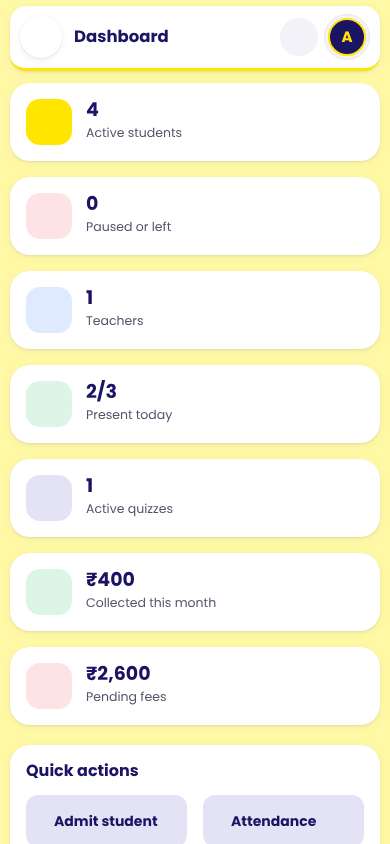 Dashboard
A
4
Active students
0
Paused or left
1
Teachers
2/3
Present today
1
Active quizzes
₹400
Collected this month
₹2,600
Pending fees
Quick actions
Admit student
Attendance